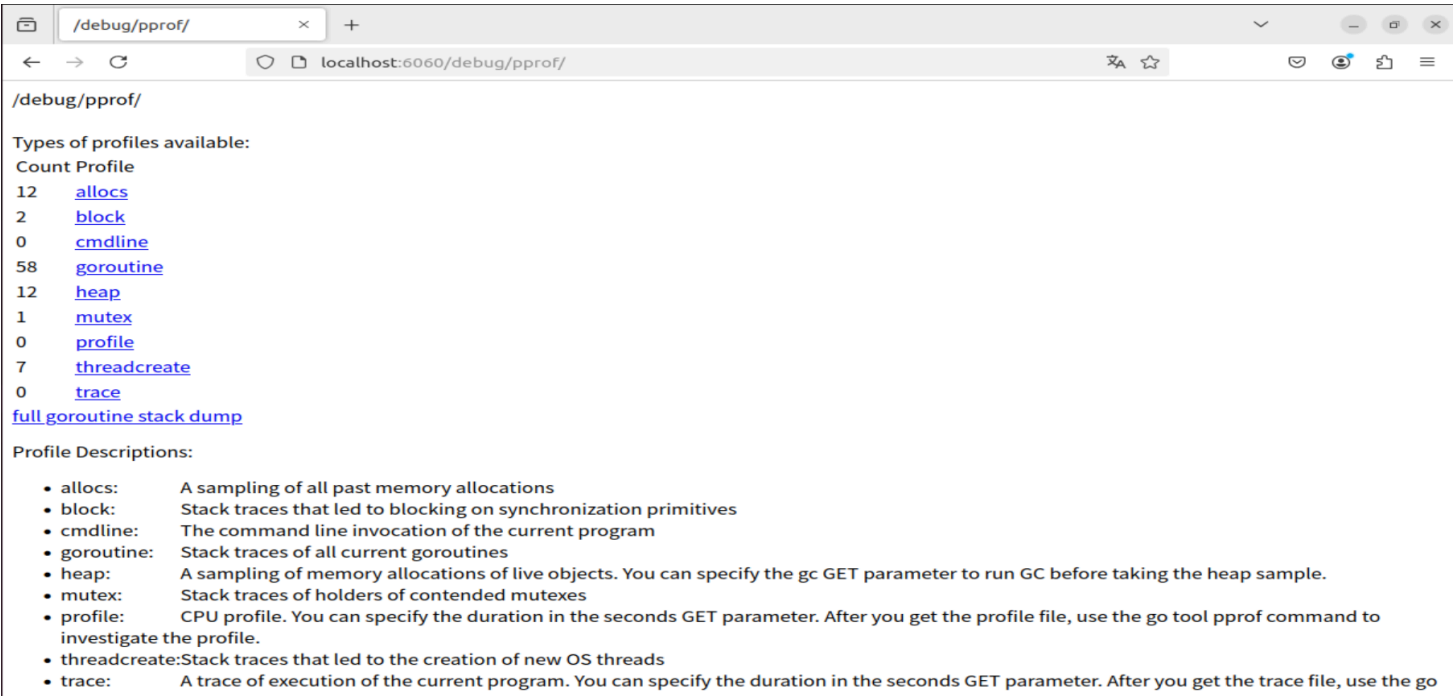 /debug/pprof/
localhost:6060/debug/pprof/
/debug/pprof/
Types of profiles available:
Count Profile
12 allocs
2 block
0 cmdline
58 goroutine
12 heap
1 mutex
0 profile
7 threadcreate
0 trace
full goroutine stack dump
Profile Descriptions:
• allocs: A sampling of all past memory allocations
• block: Stack traces that led to blocking on synchronization primitives
• cmdline: The command line invocation of the current program
• goroutine: Stack traces of all current goroutines
• heap: A sampling of memory allocations of live objects. You can specify the gc GET parameter to run GC before taking the heap sample.
• mutex: Stack traces of holders of contended mutexes
• profile: CPU profile. You can specify the duration in the seconds GET parameter. After you get the profile file, use the go tool pprof command to
investigate the profile.
• threadcreate:Stack traces that led to the creation of new OS threads
• trace: A trace of execution of the current program. You can specify the duration in the seconds GET parameter. After you get the trace file, use the go